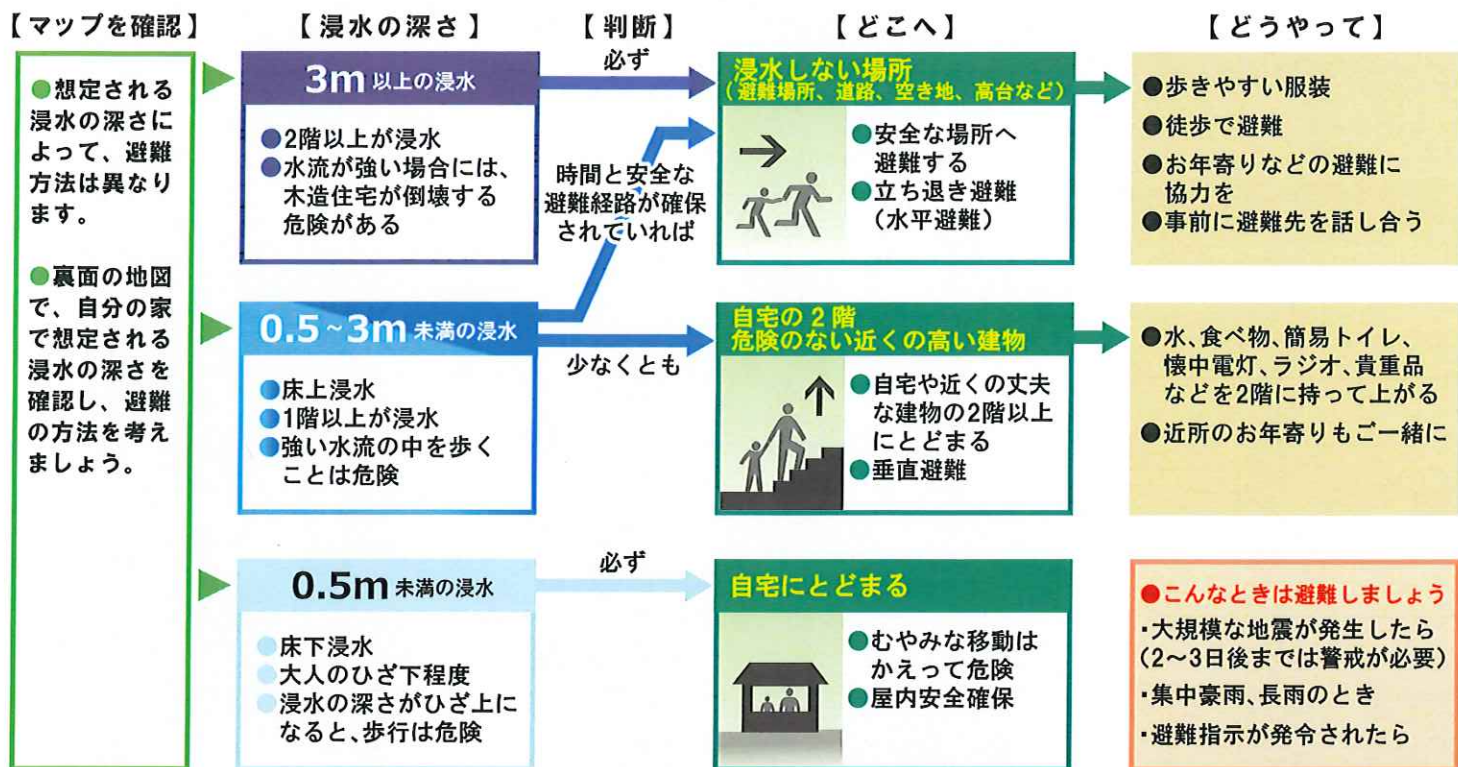 【マップを確認】
●想定される
浸水の深さに
よって、避難
方法は異なり
ます。
●裏面の地図
で、自分の家
で想定される
浸水の深さを
確認し、避難
の方法を考え
ましょう。
【浸水の深さ】
3m以上の浸水
●2階以上が浸水
●水流が強い場合には、
木造住宅が倒壊する
危険がある
0.5~3m未満の浸水
●床上浸水
●1階以上が浸水
●強い水流の中を歩く
ことは危険
0.5m未満の浸水
●床下浸水
●大人のひざ下程度
●浸水の深さがひざ上に
なると、歩行は危険
【判断】
必ず
時間と安全な
避難経路が確保
されていれば
少なくとも
必ず
【どこへ】
浸水しない場所
(避難場所、道路、空き地、高台など)
●安全な場所へ
避難する
●立ち退き避難
(水平避難)
自宅の2階
危険のない近くの高い建物
●自宅や近くの丈夫
な建物の2階以上
にとどまる
●垂直避難
自宅にとどまる
●むやみな移動は
かえって危険
●屋内安全確保
【どうやって】
●歩きやすい服装
●徒歩で避難
●お年寄りなどの避難に
協力を
●事前に避難先を話し合う
●水、食べ物、簡易トイレ、
懐中電灯、ラジオ、貴重品
などを2階に持って上がる
●近所のお年寄りもご一緒に
●こんなときは避難しましょう
・大規模な地震が発生したら
(2~3日後までは警戒が必要)
・集中豪雨、長雨のとき
・避難指示が発令されたら